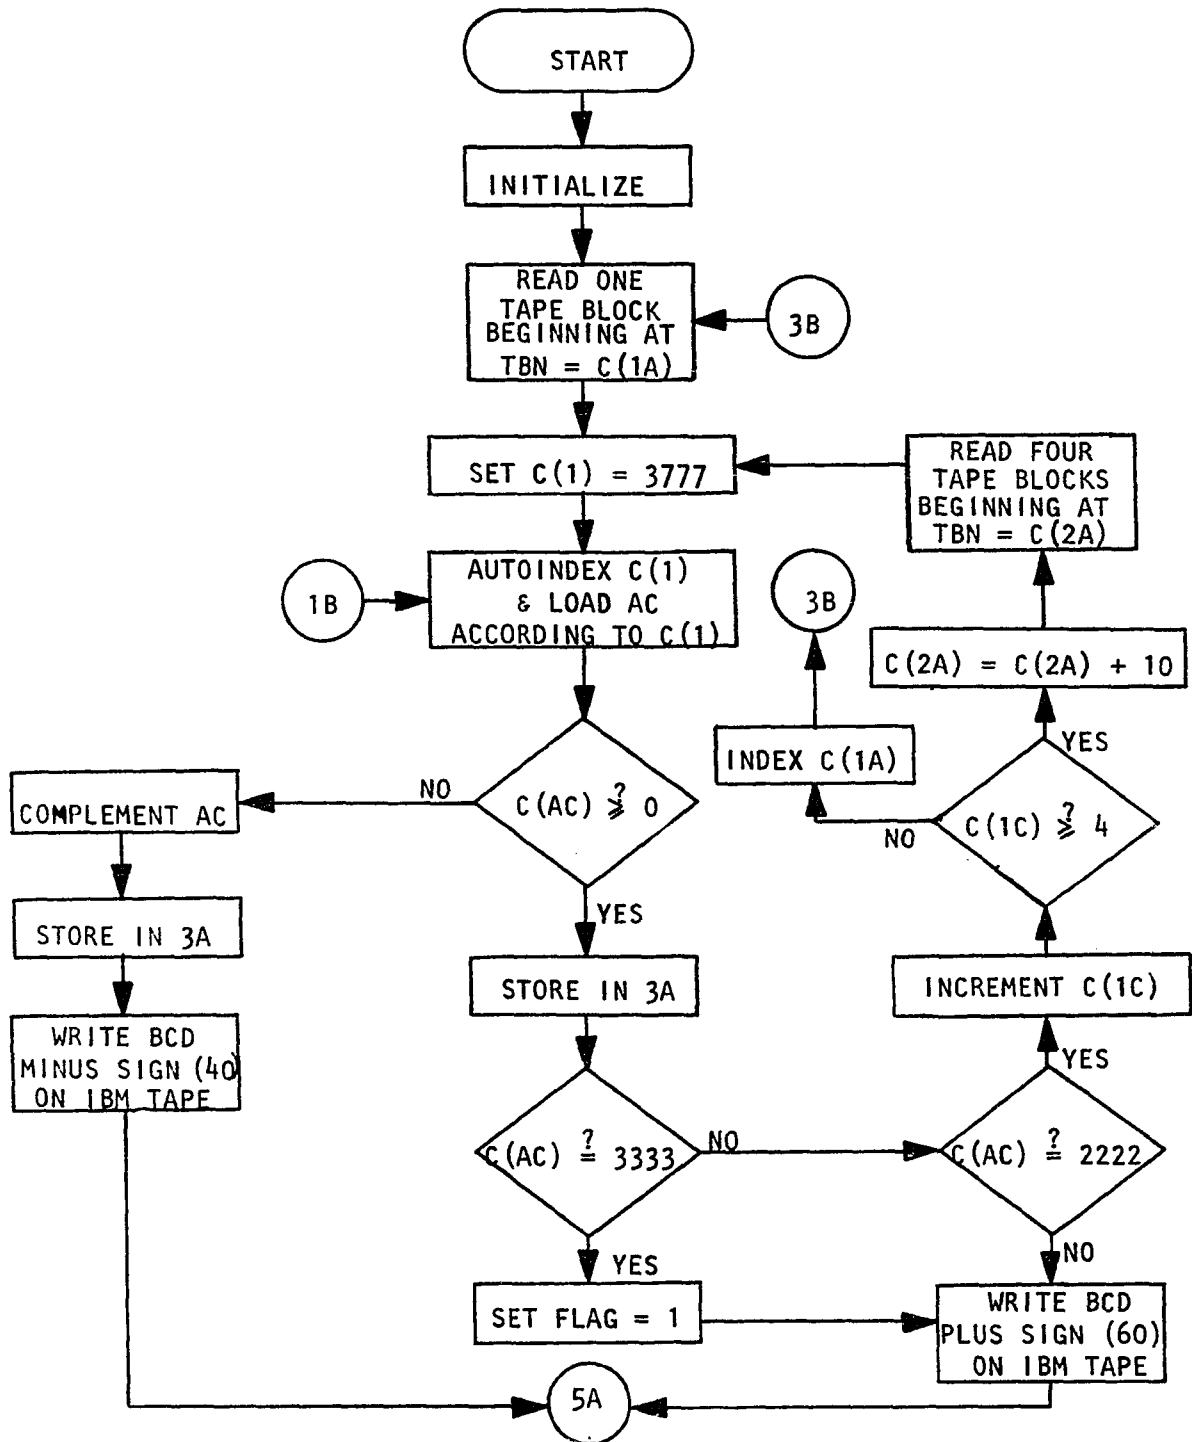 START
INITIALIZE
READ ONE
TAPE BLOCK
BEGINNING AT
TBN = C(1A)
3B
SET C(1) = 3777
READ FOUR
TAPE BLOCKS
BEGINNING AT
TBN = C(2A)
1B
AUTOINDEX C(1)
& LOAD AC
ACCORDING TO C(1)
3B
C(2A) = C(2A) + 10
YES
INDEX C(1A)
NO
C(AC) ≥? 0
COMPLEMENT AC
C(1C) ≥? 4
NO
YES
STORE IN 3A
STORE IN 3A
INCREMENT C(1C)
WRITE BCD
MINUS SIGN (40)
ON IBM TAPE
YES
C(AC) =? 3333
NO
C(AC) =? 2222
YES
NO
SET FLAG = 1
WRITE BCD
PLUS SIGN (60)
ON IBM TAPE
5A